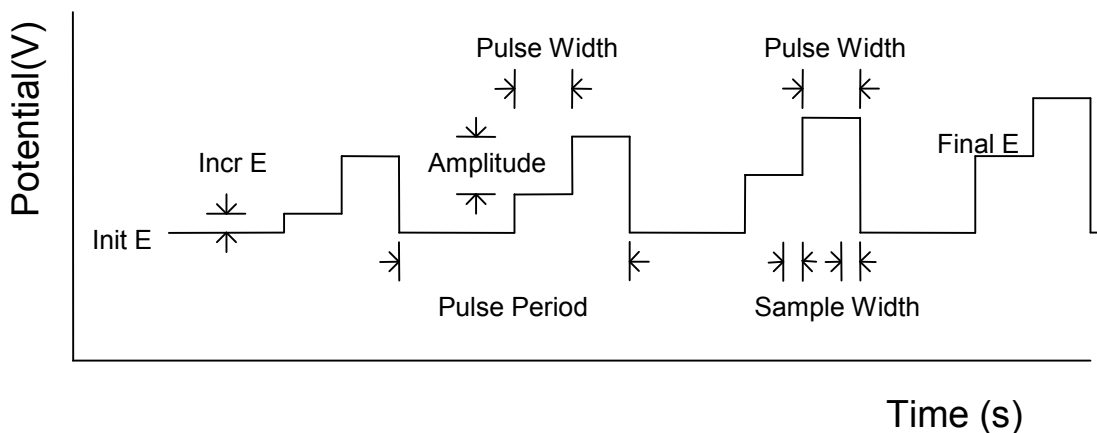 Potential(V)
Pulse Width
Pulse Width
Incr E
Amplitude
Final E
Init E
Pulse Period
Sample Width
Time (s)